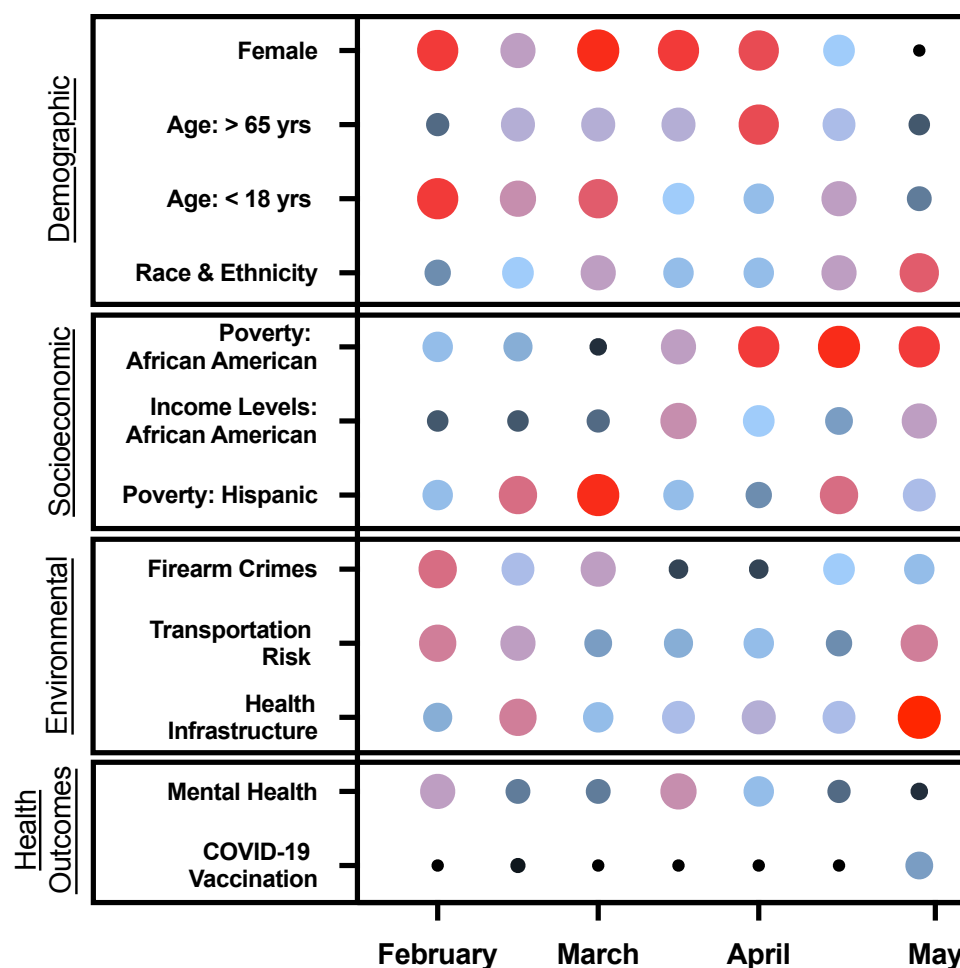 Demographic
Female
Age: > 65 yrs
Age: < 18 yrs
Race & Ethnicity
Socioeconomic
Poverty:
African American
Income Levels:
African American
Poverty: Hispanic
Environmental
Firearm Crimes
Transportation
Risk
Health
Infrastructure
Health
Outcomes
Mental Health
COVID-19
Vaccination
February March April May